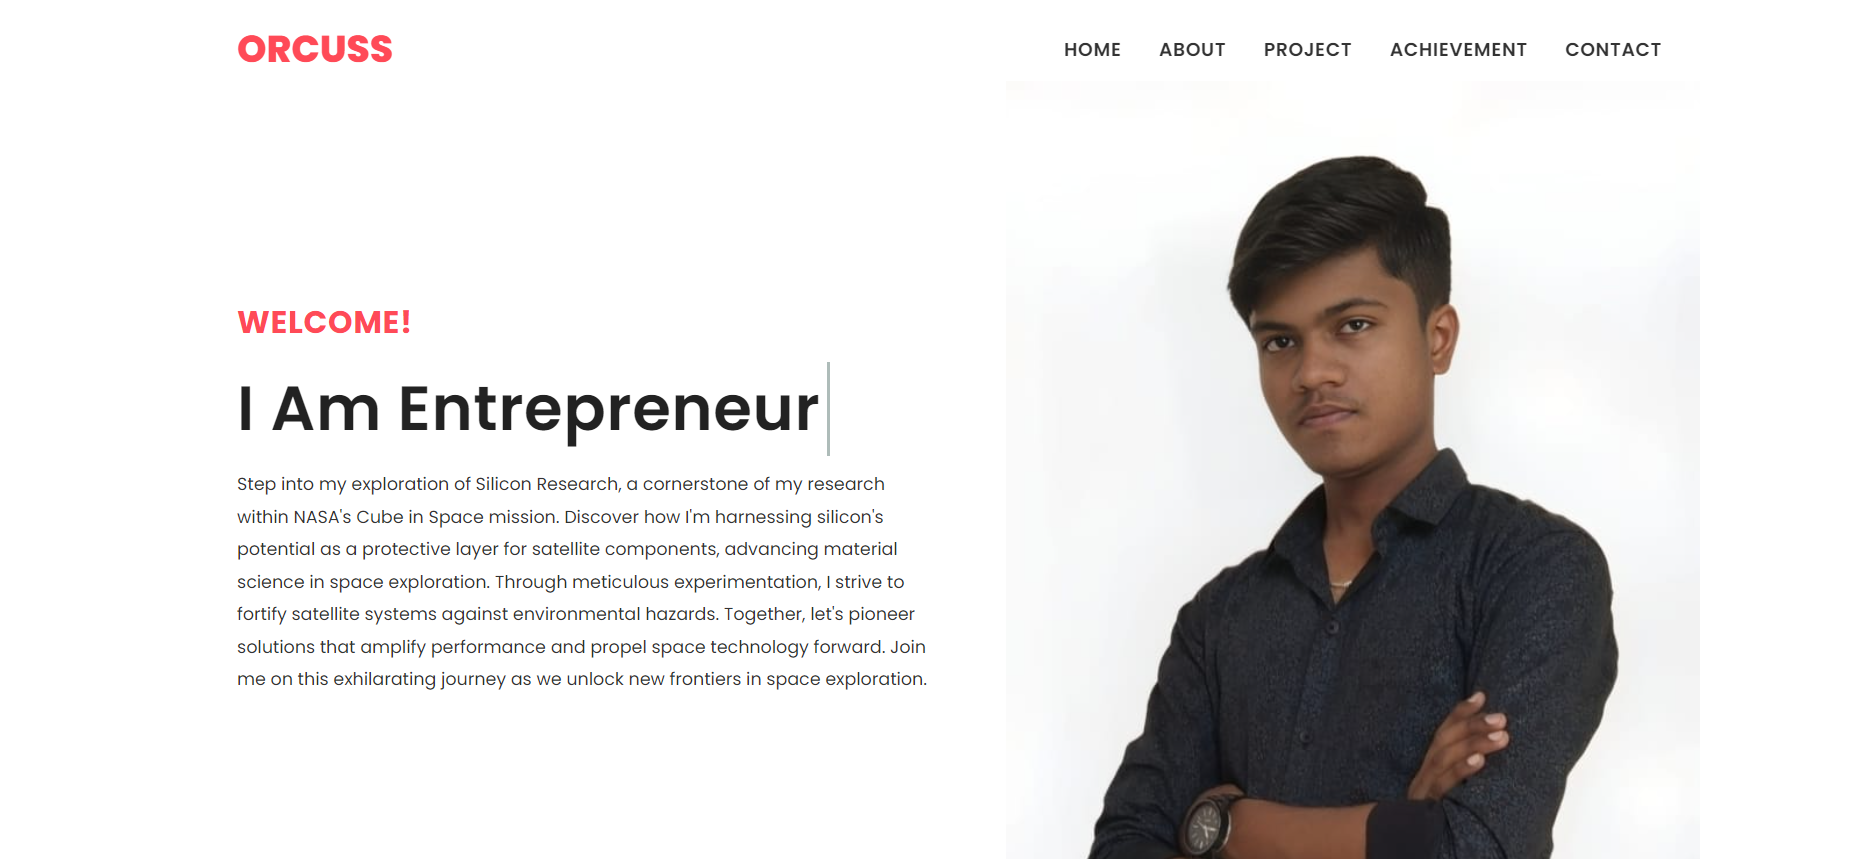 ORCUSS
HOME ABOUT PROJECT ACHIEVEMENT CONTACT
WELCOME!
I Am Entrepreneur
Step into my exploration of Silicon Research, a cornerstone of my research
within NASA's Cube in Space mission. Discover how I'm harnessing silicon's
potential as a protective layer for satellite components, advancing material
science in space exploration. Through meticulous experimentation, I strive to
fortify satellite systems against environmental hazards. Together, let's pioneer
solutions that amplify performance and propel space technology forward. Join
me on this exhilarating journey as we unlock new frontiers in space exploration.